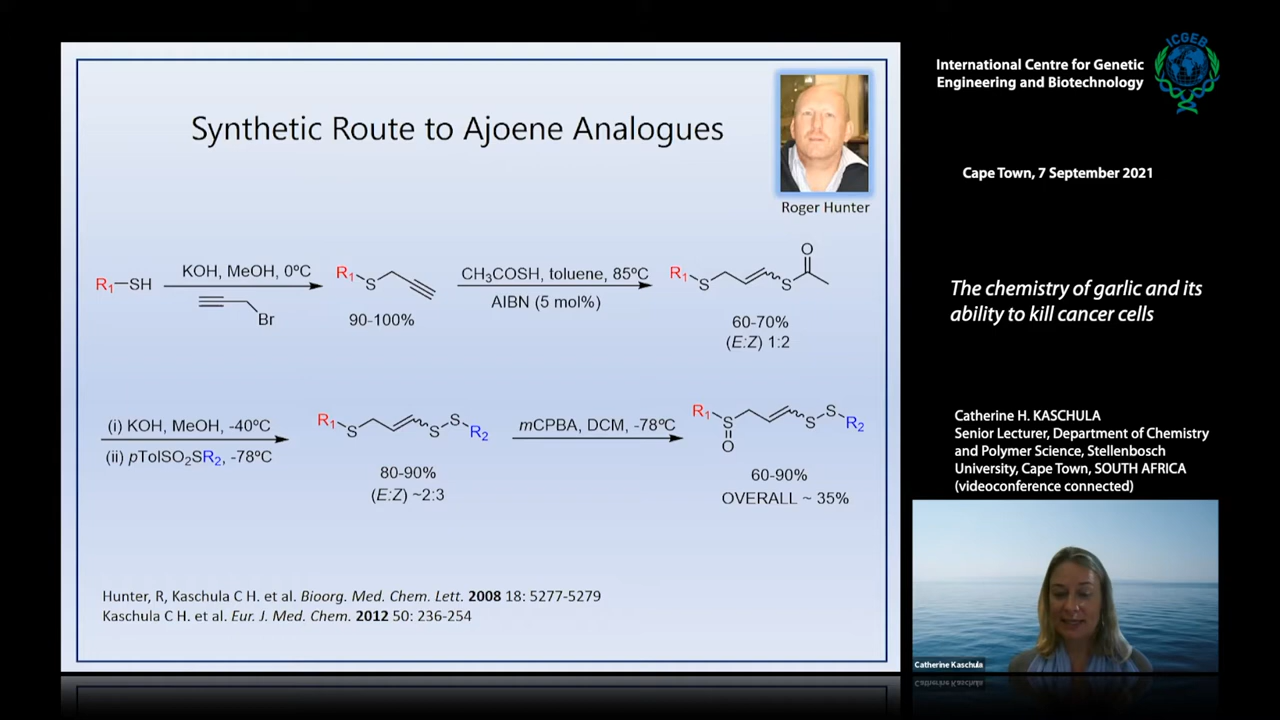 Synthetic Route to Ajoene Analogues
Roger Hunter
R₁—SH
KOH, MeOH, 0ºC
Br
R₁
S
90-100%
CH₃COSH, toluene, 85ºC
AIBN (5 mol%)
R₁
S
S
O
60-70%
(E:Z) 1:2
(i) KOH, MeOH, -40ºC
(ii) pTolSO₂SR₂, -78ºC
R₁
S
S
S
R₂
80-90%
(E:Z) ~2:3
mCPBA, DCM, -78ºC
R₁
S
O
S
S
R₂
60-90%
OVERALL ~ 35%
Hunter, R, Kaschula C H. et al. Bioorg. Med. Chem. Lett. 2008 18: 5277-5279
Kaschula C H. et al. Eur. J. Med. Chem. 2012 50: 236-254
International Centre for Genetic
Engineering and Biotechnology
ICGEB
Cape Town, 7 September 2021
The chemistry of garlic and its
ability to kill cancer cells
Catherine H. KASCHULA
Senior Lecturer, Department of Chemistry
and Polymer Science, Stellenbosch
University, Cape Town, SOUTH AFRICA
(videoconference connected)
Catherine Kaschula